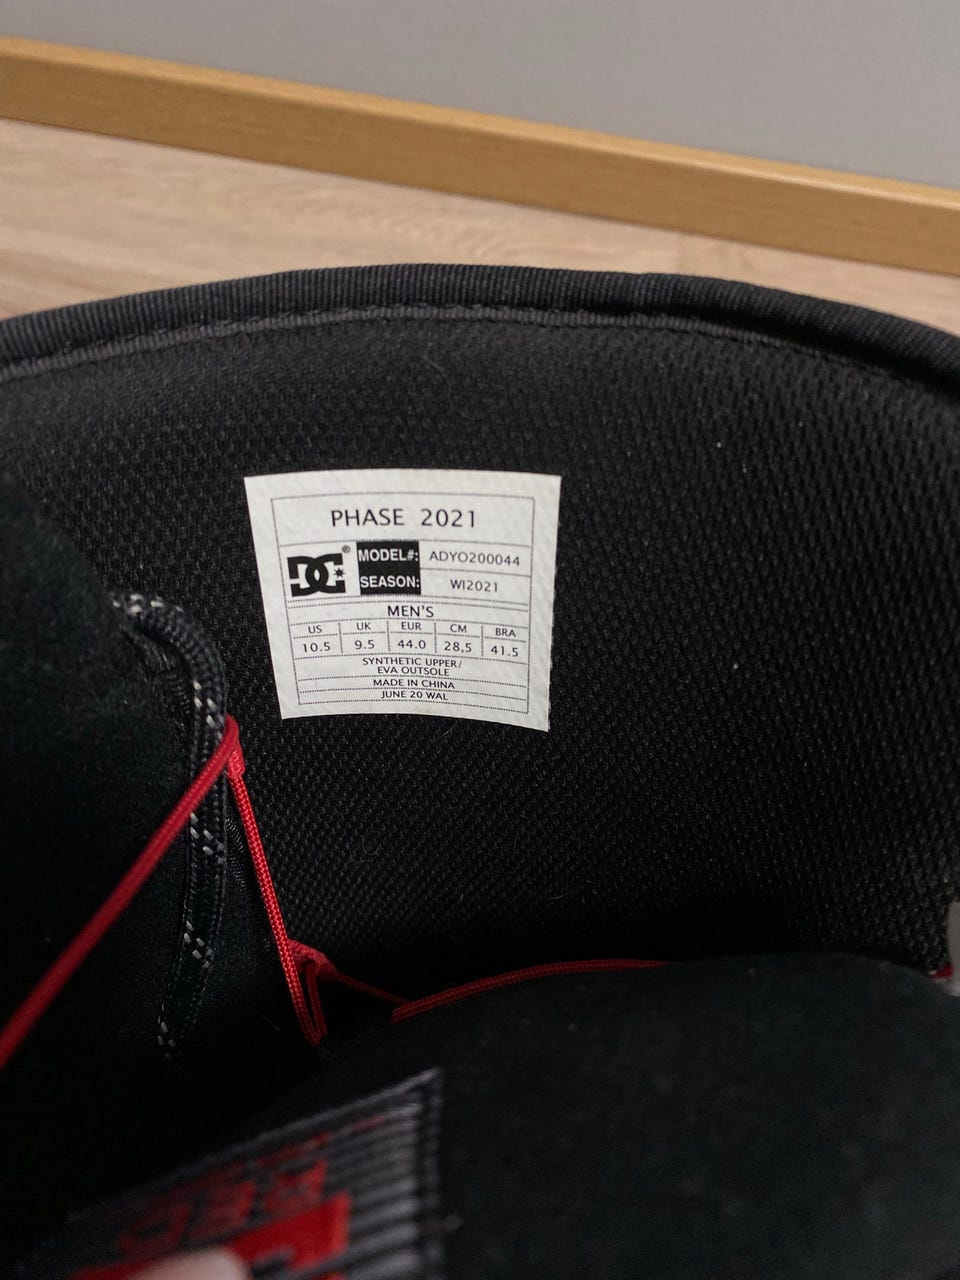 PHASE 2021
DC®
MODEL#: ADYO200044
SEASON: WI2021
MEN'S
US UK EUR CM BRA
10.5 9.5 44.0 28,5 41.5
SYNTHETIC UPPER/
EVA OUTSOLE
MADE IN CHINA
JUNE 20 WAL